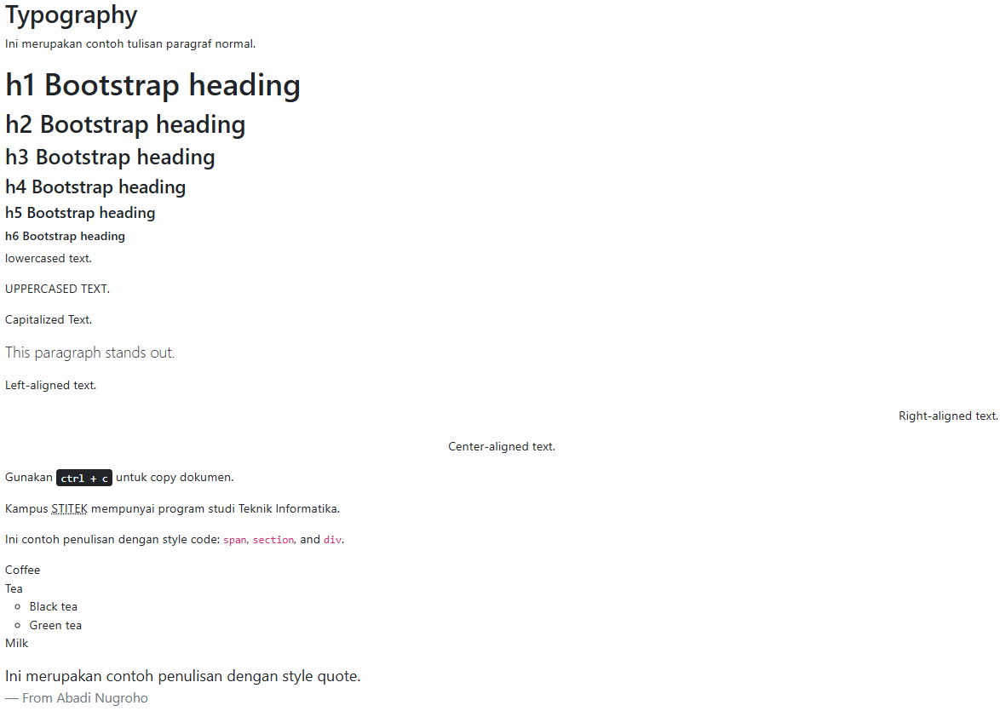 Typography
Ini merupakan contoh tulisan paragraf normal.
h1 Bootstrap heading
h2 Bootstrap heading
h3 Bootstrap heading
h4 Bootstrap heading
h5 Bootstrap heading
h6 Bootstrap heading
lowercased text.
UPPERCASED TEXT.
Capitalized Text.
This paragraph stands out.
Left-aligned text.
Right-aligned text.
Center-aligned text.
Gunakan ctrl + c untuk copy dokumen.
Kampus STITEK mempunyai program studi Teknik Informatika.
Ini contoh penulisan dengan style code: span, section, and div.
Coffee
Tea
Black tea
Green tea
Milk
Ini merupakan contoh penulisan dengan style quote.
— From Abadi Nugroho